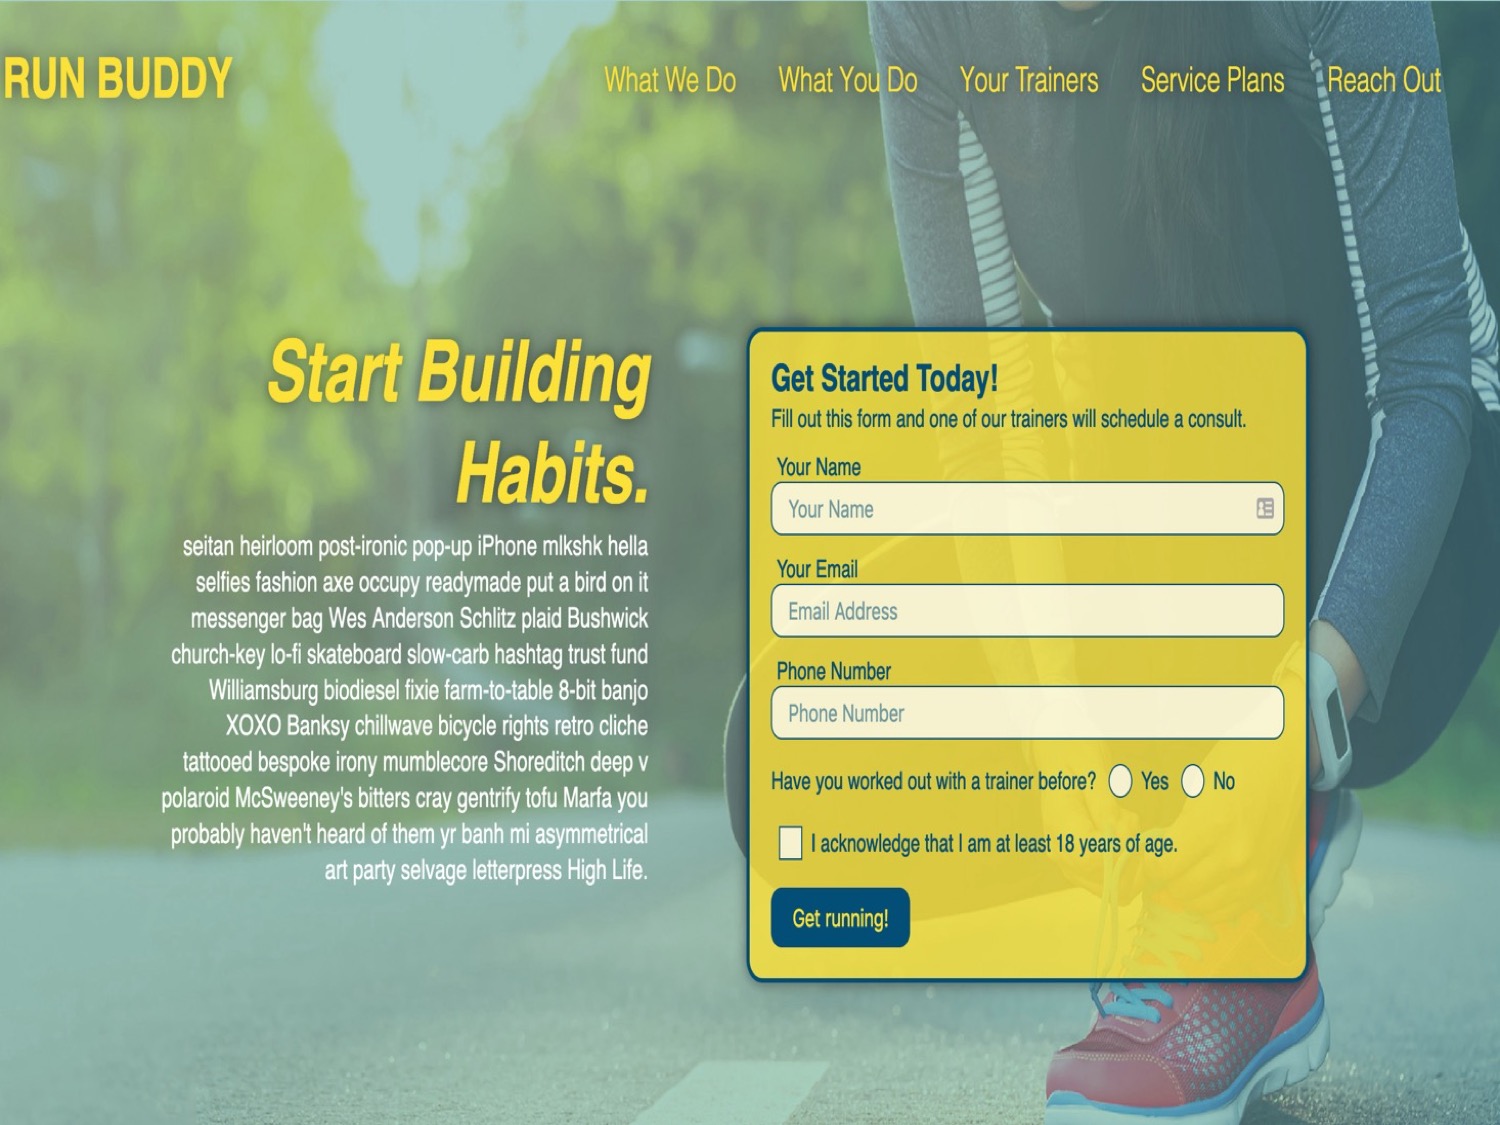 RUN BUDDY
What We Do What You Do Your Trainers Service Plans Reach Out
Start Building
Habits.
seitan heirloom post-ironic pop-up iPhone mlkshk hella
selfies fashion axe occupy readymade put a bird on it
messenger bag Wes Anderson Schlitz plaid Bushwick
church-key lo-fi skateboard slow-carb hashtag trust fund
Williamsburg biodiesel fixie farm-to-table 8-bit banjo
XOXO Banksy chillwave bicycle rights retro cliche
tattooed bespoke irony mumblecore Shoreditch deep v
polaroid McSweeney's bitters cray gentrify tofu Marfa you
probably haven't heard of them yr banh mi asymmetrical
art party selvage letterpress High Life.
Get Started Today!
Fill out this form and one of our trainers will schedule a consult.
Your Name
Your Name
Your Email
Email Address
Phone Number
Phone Number
Have you worked out with a trainer before? Yes No
I acknowledge that I am at least 18 years of age.
Get running!